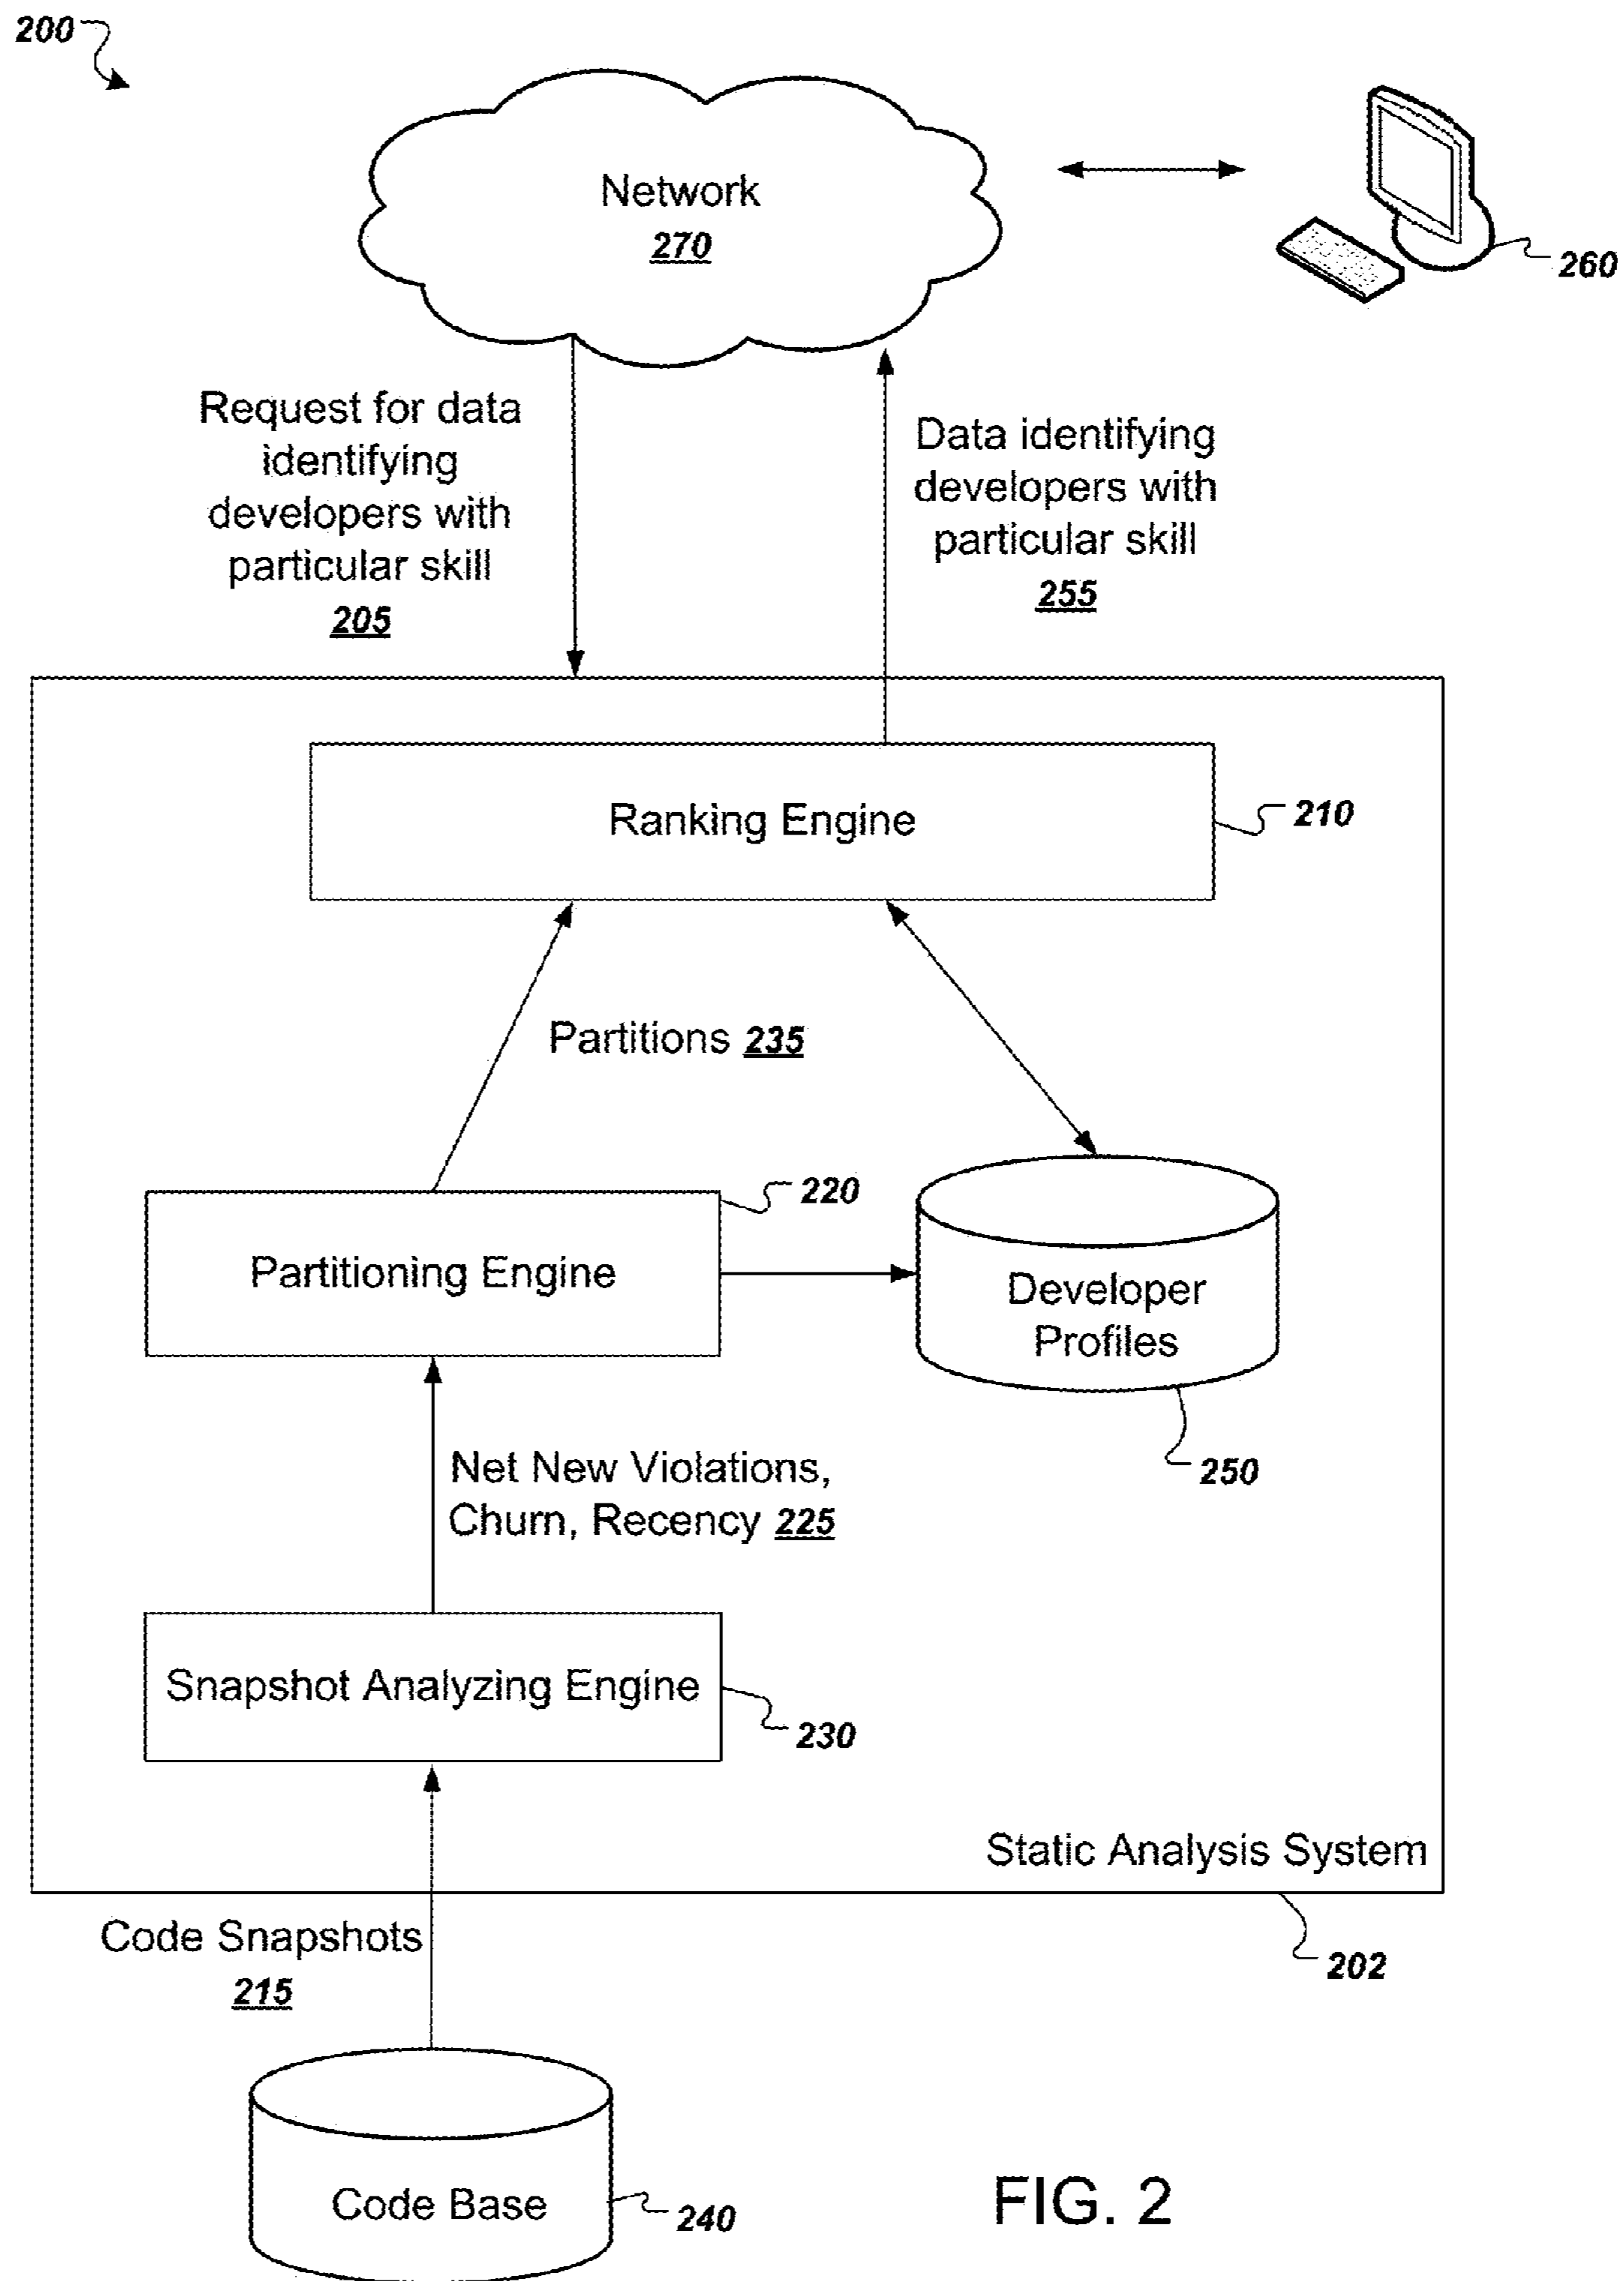 200
Network
270
260
Request for data
identifying
developers with
particular skill
205
Data identifying
developers with
particular skill
255
Ranking Engine
210
Partitions 235
220
Partitioning Engine
Developer
Profiles
250
Net New Violations,
Churn, Recency 225
Snapshot Analyzing Engine
230
Static Analysis System
202
Code Snapshots
215
Code Base
240
FIG. 2